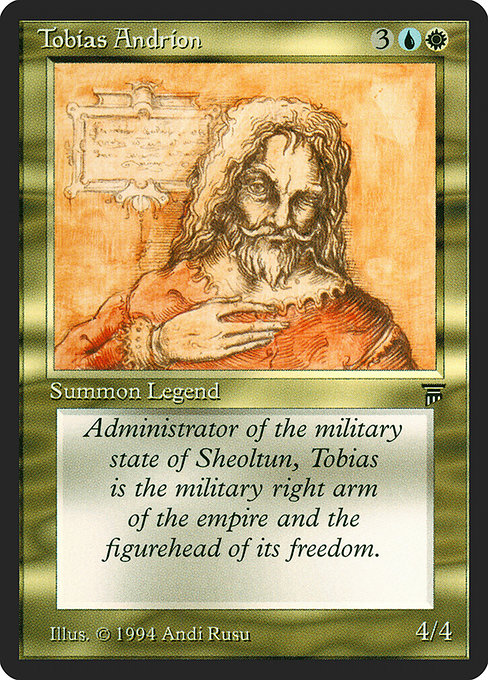 Tobias Andrion 3
Summon Legend
Administrator of the military
state of Sheoltun, Tobias
is the military right arm
of the empire and the
figurehead of its freedom.
Illus. © 1994 Andi Rusu 4/4